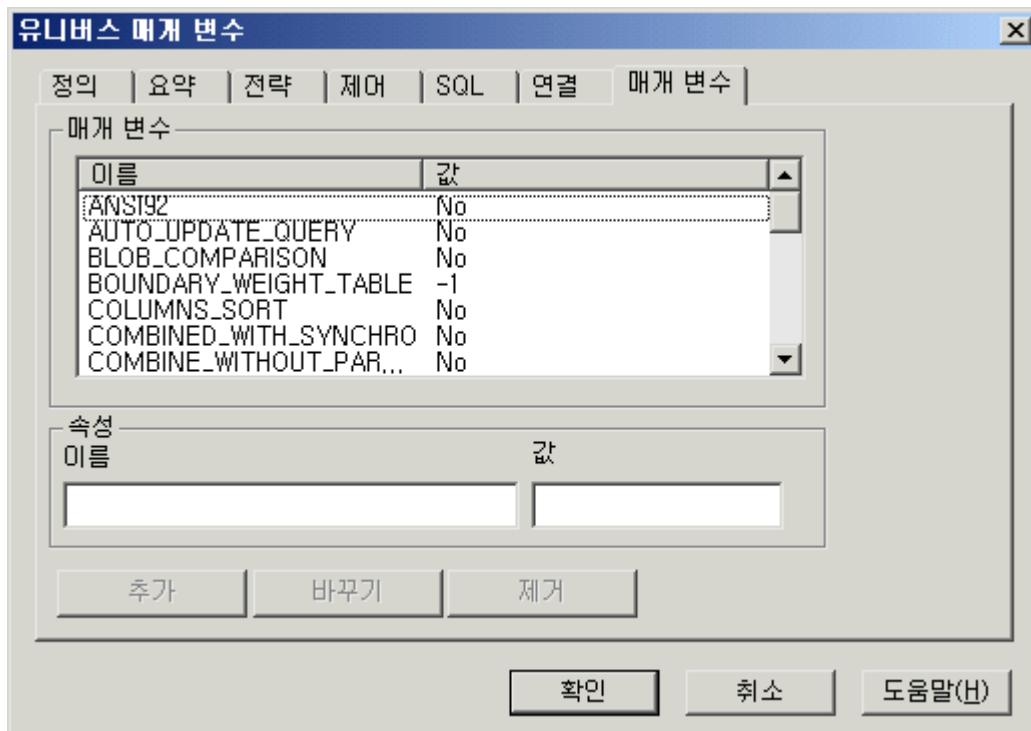 유니버스 매개 변수
정의 요약 전략 제어 SQL 연결 매개 변수
매개 변수
이름 값
ANSI92 No
AUTO_UPDATE_QUERY No
BLOB_COMPARISON No
BOUNDARY_WEIGHT_TABLE -1
COLUMNS_SORT No
COMBINED_WITH_SYNCHRO No
COMBINE_WITHOUT_PAR... No
속성
이름 값
추가 바꾸기 제거
확인 취소 도움말(H)